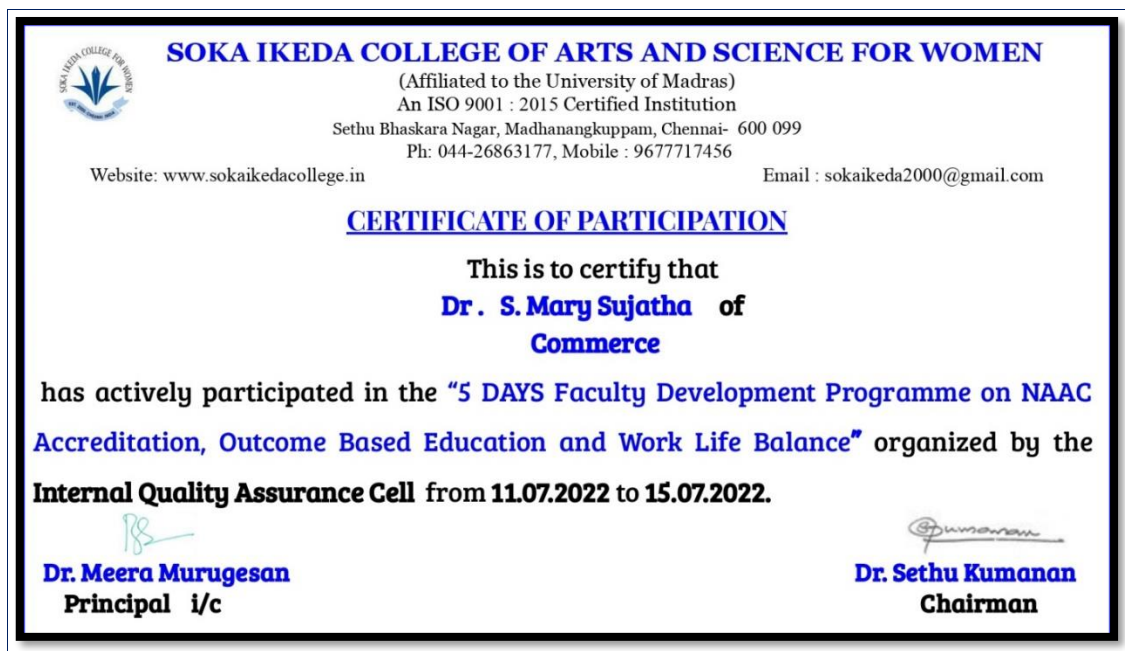 SOKA IKEDA COLLEGE OF ARTS AND SCIENCE FOR WOMEN
(Affiliated to the University of Madras)
An ISO 9001 : 2015 Certified Institution
Sethu Bhaskara Nagar, Madhanangkuppam, Chennai- 600 099
Ph: 044-26863177, Mobile : 9677717456
Website: www.sokaikedacollege.in Email : sokaikeda2000@gmail.com
CERTIFICATE OF PARTICIPATION
This is to certify that
Dr . S. Mary Sujatha of
Commerce
has actively participated in the “5 DAYS Faculty Development Programme on NAAC
Accreditation, Outcome Based Education and Work Life Balance” organized by the
Internal Quality Assurance Cell from 11.07.2022 to 15.07.2022.
Dr. Meera Murugesan Dr. Sethu Kumanan
Principal i/c Chairman